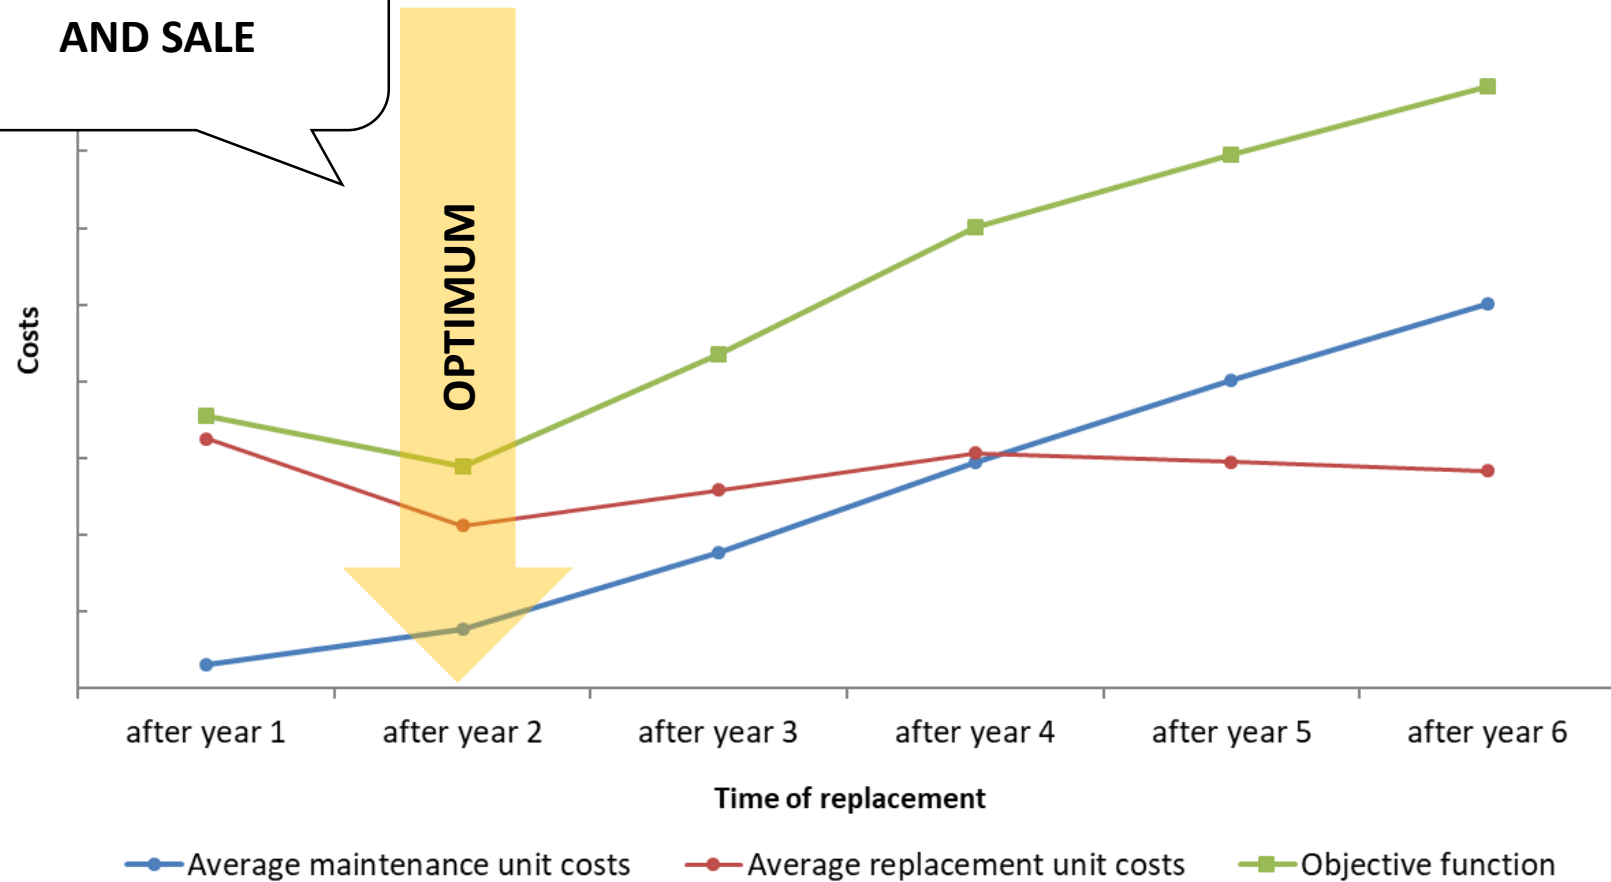 AND SALE
OPTIMUM
Costs
after year 1
after year 2
after year 3
after year 4
after year 5
after year 6
Time of replacement
Average maintenance unit costs
Average replacement unit costs
Objective function